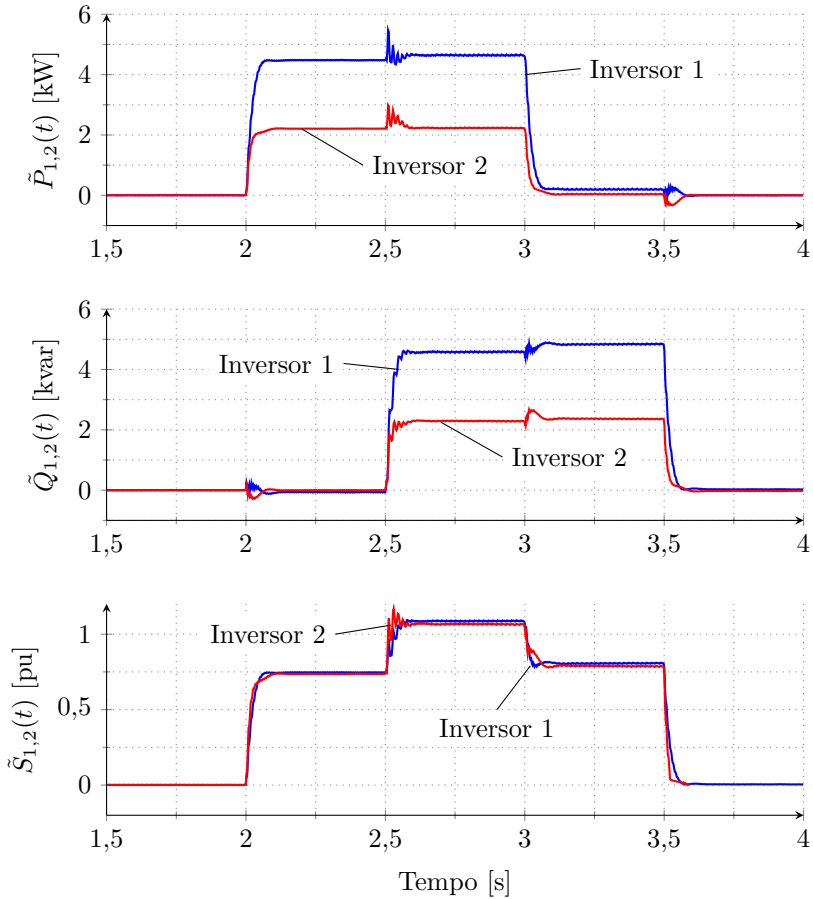 P̃₁,₂(t) [kW]
6
4
2
0
Inversor 1
Inversor 2
1,5 2 2,5 3 3,5 4
Q̃₁,₂(t) [kvar]
6
4
2
0
Inversor 1
Inversor 2
1,5 2 2,5 3 3,5 4
S̃₁,₂(t) [pu]
1
0,5
0
Inversor 2
Inversor 1
1,5 2 2,5 3 3,5 4
Tempo [s]